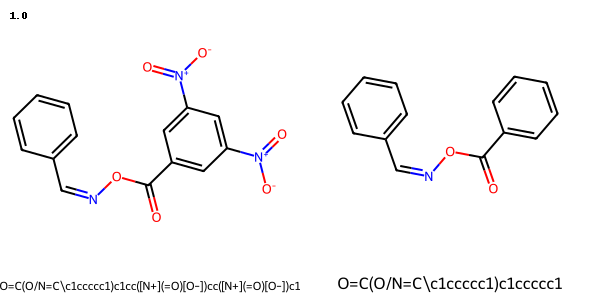 1.0
O⁻
O
N⁺
O
N⁺
O⁻
O
N
O
O
N
O
O=C(O/N=C\c1ccccc1)c1cc([N+](=O)[O-])cc([N+](=O)[O-])c1
O=C(O/N=C\c1ccccc1)c1ccccc1